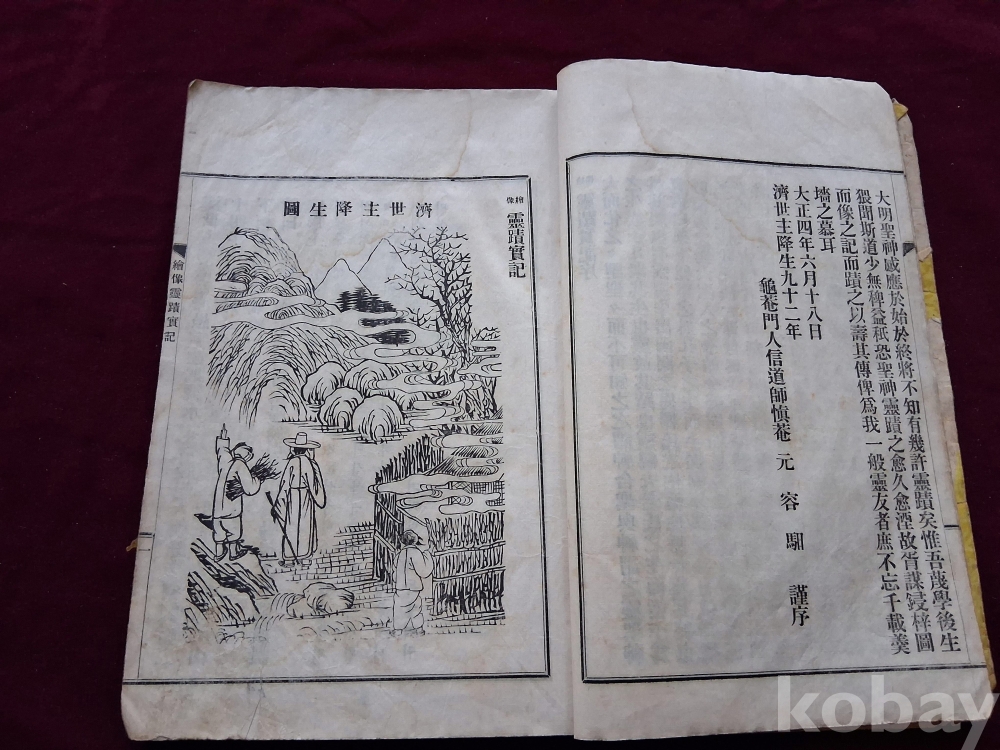 大明聖神感應於始於終將不知有幾許靈蹟矣惟吾蔑學後生
猥聞斯道少無稗益秪恐聖神靈蹟之愈久愈湮故胥謀浸梓圖
而像之記而蹟之以壽其傳俾爲我一般靈友者庶不忘千載羹
墻之慕耳
大正四年六月十八日
濟世主降生九十二年
龜菴門人信道師愼菴 元容馹 謹序
繪像
靈蹟實記
濟世主降生圖
繪像靈蹟實記
一
kobay